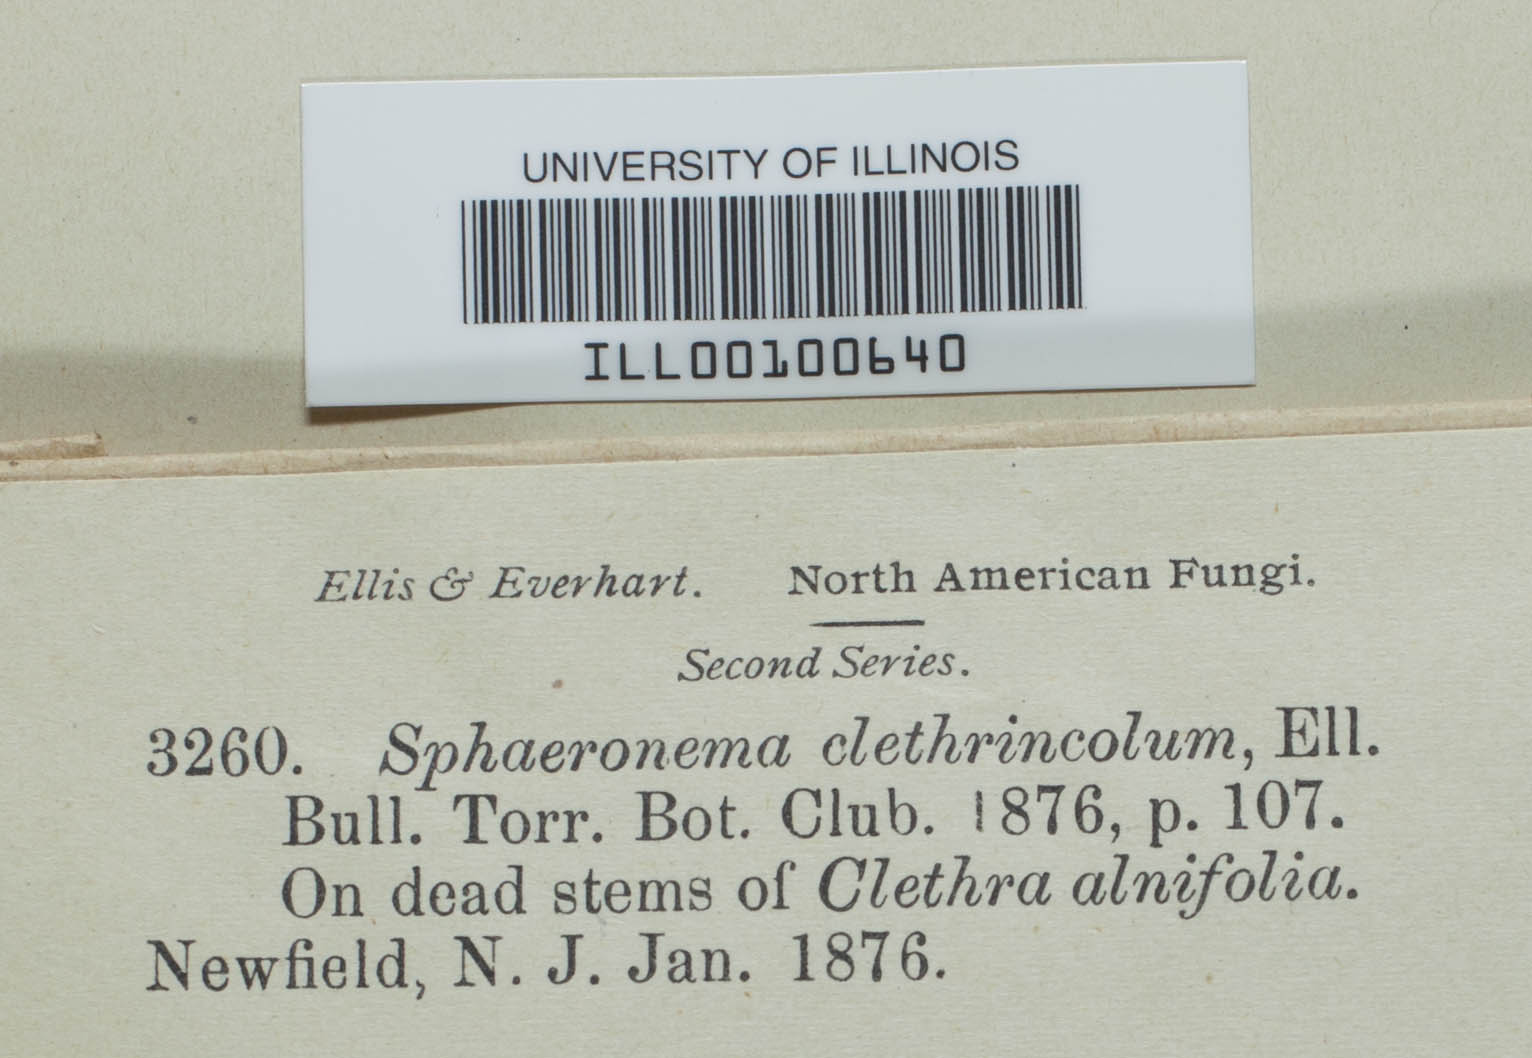 UNIVERSITY OF ILLINOIS
ILL00100640
Ellis & Everhart. North American Fungi.
Second Series.
3260. Sphaeronema clethrincolum, Ell.
Bull. Torr. Bot. Club. 1876, p. 107.
On dead stems of Clethra alnifolia.
Newfield, N. J. Jan. 1876.